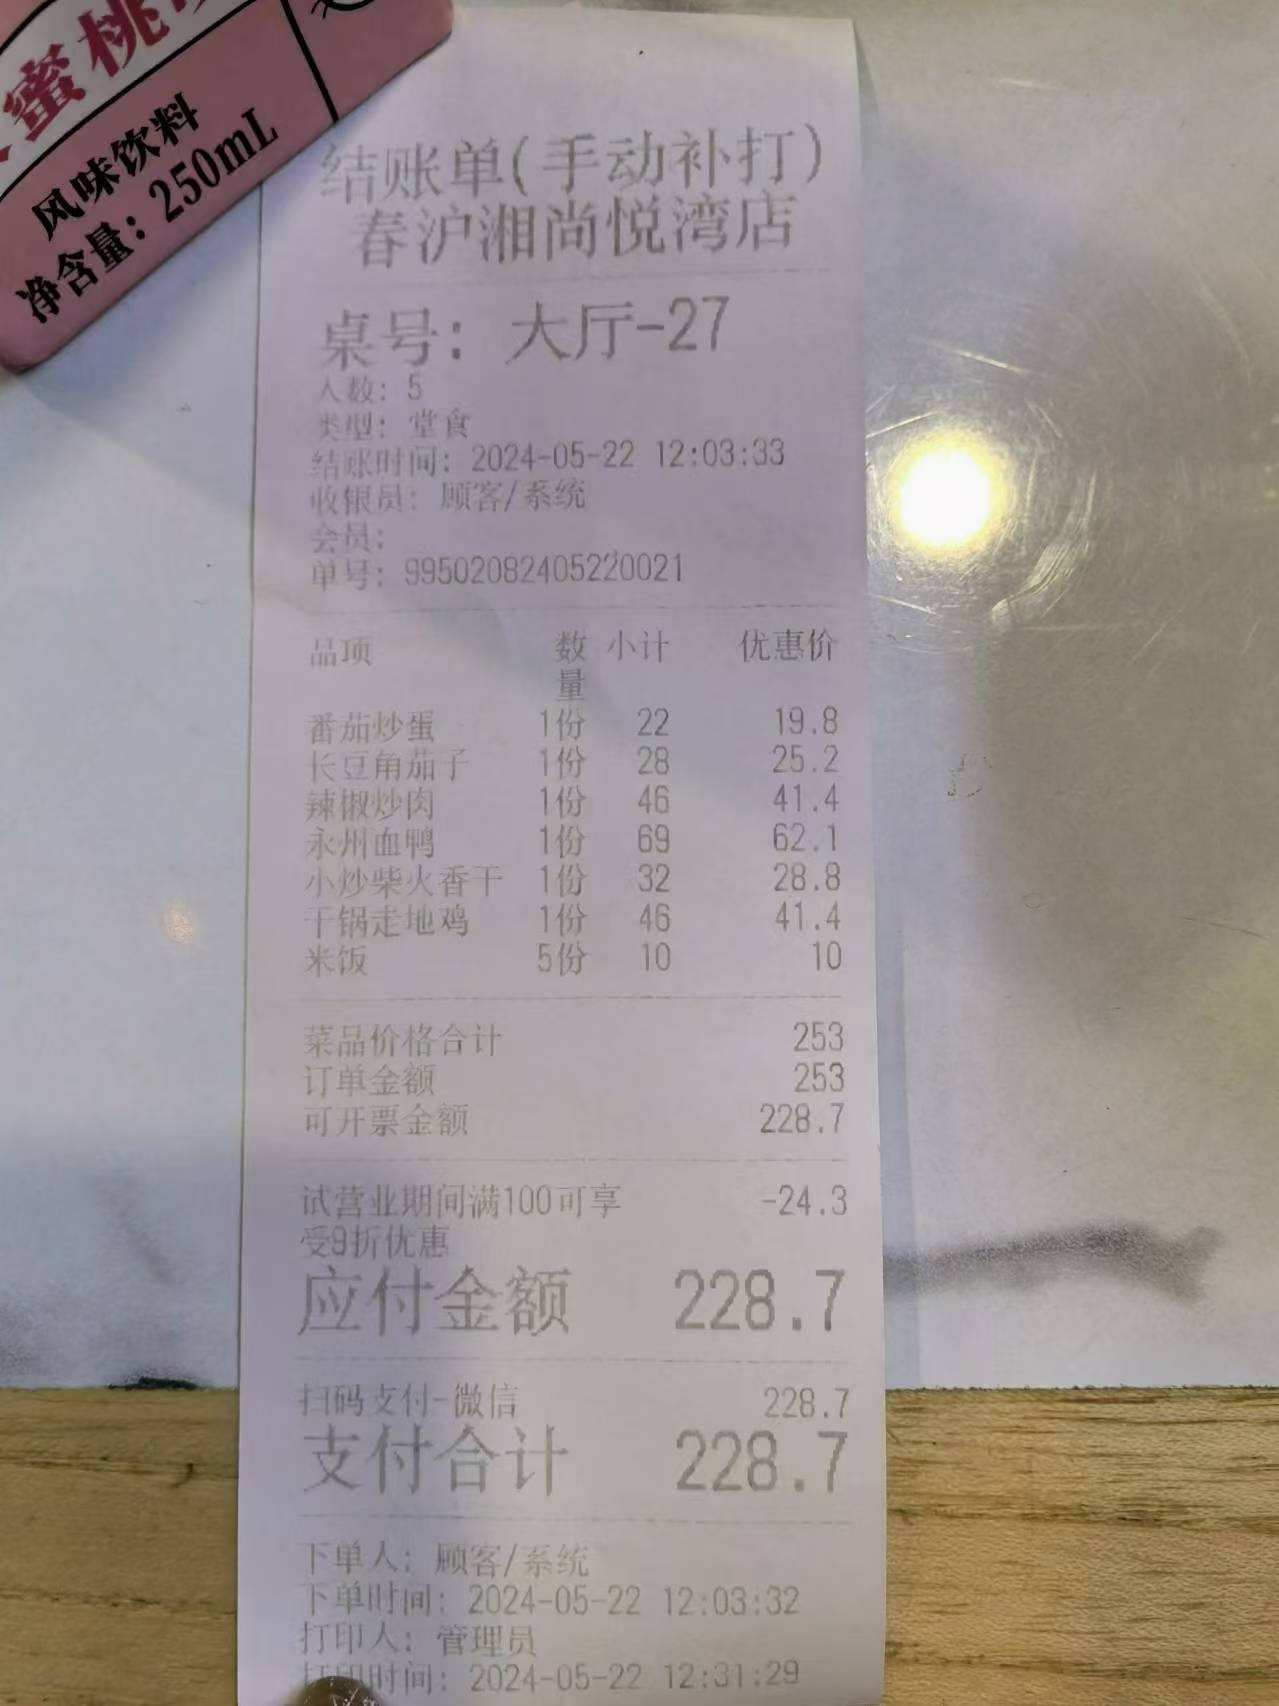 蜜桃
风味饮料
净含量：250mL
结账单(手动补打)
春沪湘尚悦湾店
桌号：大厅-27
人数：5
类型：堂食
结账时间：2024-05-22 12:03:33
收银员：顾客/系统
会员：
单号：99502082405220021
品项 数量 小计 优惠价
番茄炒蛋 1份 22 19.8
长豆角茄子 1份 28 25.2
辣椒炒肉 1份 46 41.4
永州血鸭 1份 69 62.1
小炒柴火香干 1份 32 28.8
干锅走地鸡 1份 46 41.4
米饭 5份 10 10
菜品价格合计 253
订单金额 253
可开票金额 228.7
试营业期间满100可享 -24.3
受9折优惠
应付金额 228.7
扫码支付-微信 228.7
支付合计 228.7
下单人：顾客/系统
下单时间：2024-05-22 12:03:32
打印人：管理员
打印时间：2024-05-22 12:31:29